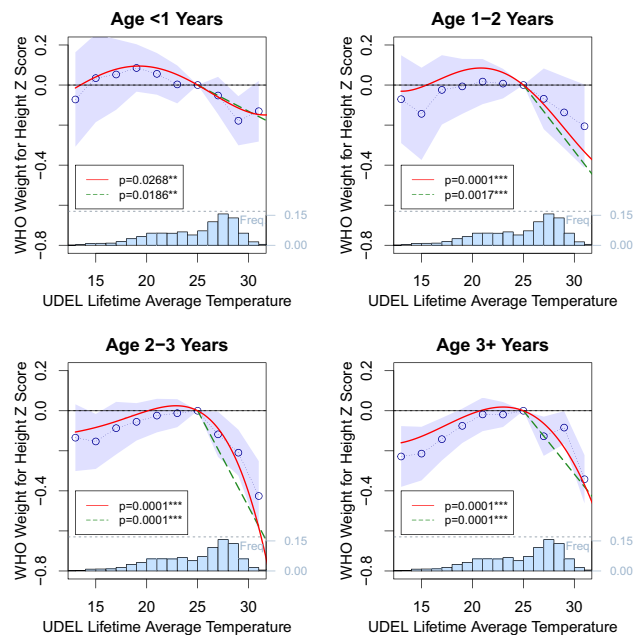 Age <1 Years
WHO Weight for Height Z Score
0.2
0.0
−0.4
−0.8
p=0.0268**
p=0.0186**
Freq
0.15
0.00
15 20 25 30
UDEL Lifetime Average Temperature
Age 1−2 Years
WHO Weight for Height Z Score
0.2
0.0
−0.4
−0.8
p=0.0001***
p=0.0017***
Freq
0.15
0.00
15 20 25 30
UDEL Lifetime Average Temperature
Age 2−3 Years
WHO Weight for Height Z Score
0.2
0.0
−0.4
−0.8
p=0.0001***
p=0.0001***
Freq
0.15
0.00
15 20 25 30
UDEL Lifetime Average Temperature
Age 3+ Years
WHO Weight for Height Z Score
0.2
0.0
−0.4
−0.8
p=0.0001***
p=0.0001***
Freq
0.15
0.00
15 20 25 30
UDEL Lifetime Average Temperature